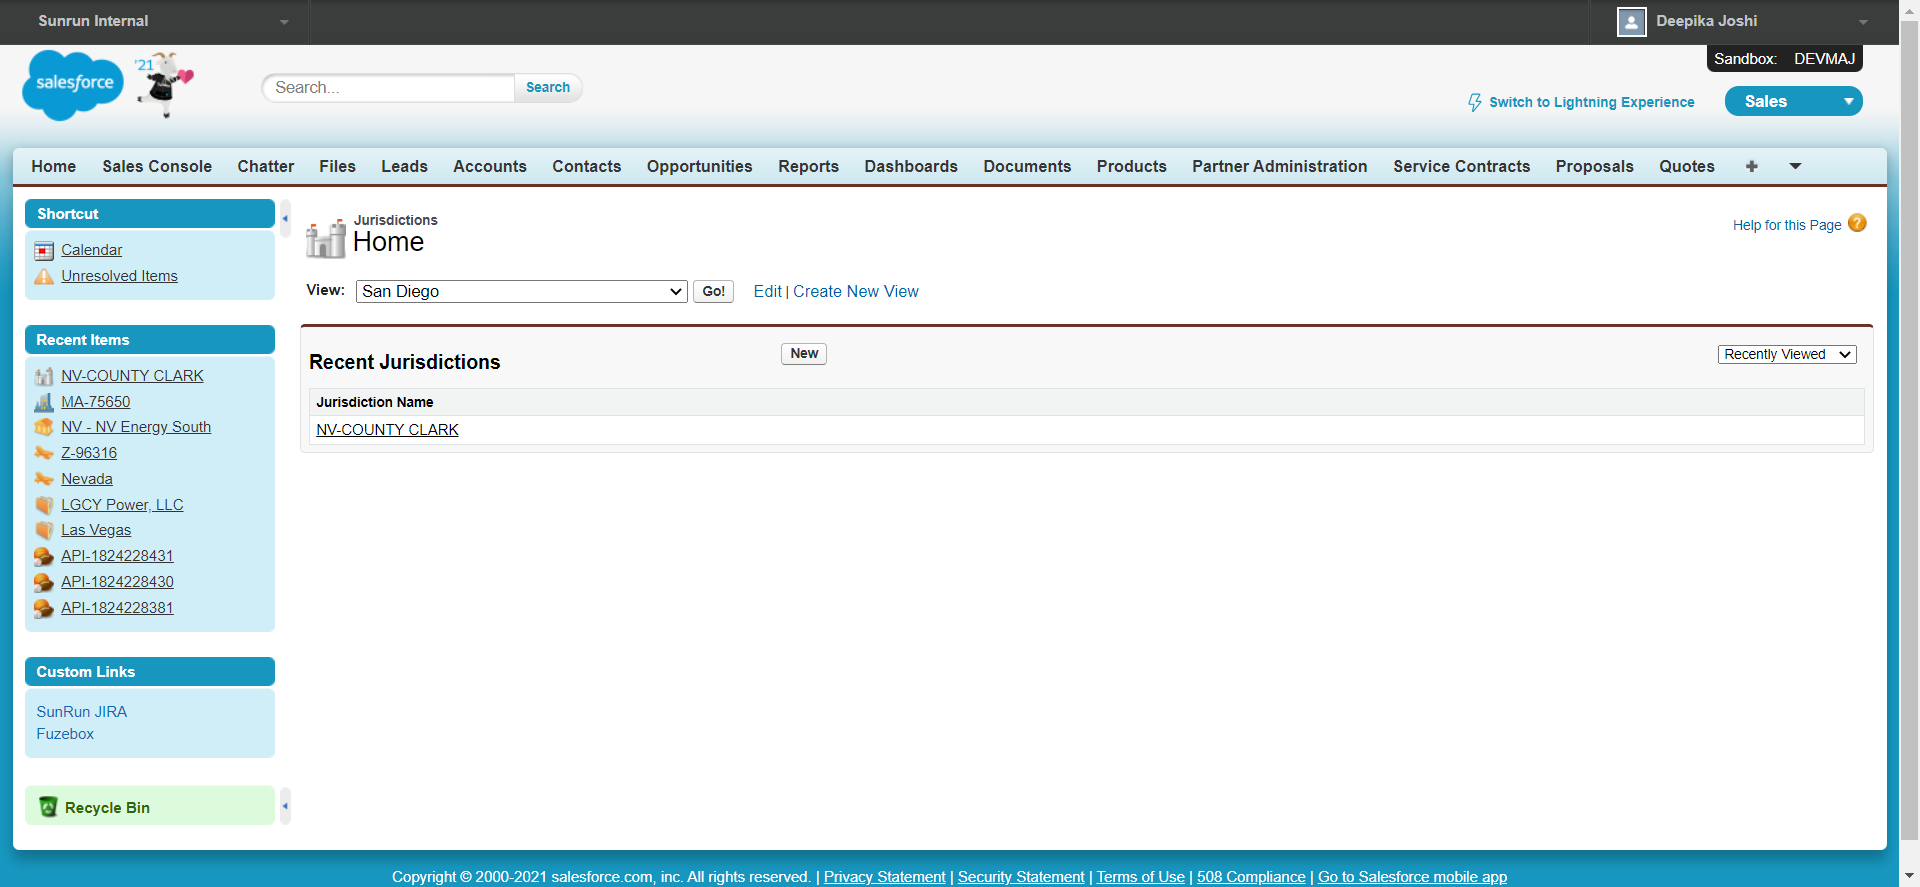 Sunrun Internal
Deepika Joshi
salesforce
'21
Search...
Search
Sandbox: DEVMAJ
Switch to Lightning Experience
Sales
Home Sales Console Chatter Files Leads Accounts Contacts Opportunities Reports Dashboards Documents Products Partner Administration Service Contracts Proposals Quotes
Shortcut
Calendar
Unresolved Items
Recent Items
NV-COUNTY CLARK
MA-75650
NV - NV Energy South
Z-96316
Nevada
LGCY Power, LLC
Las Vegas
API-1824228431
API-1824228430
API-1824228381
Custom Links
SunRun JIRA
Fuzebox
Recycle Bin
Jurisdictions
Home
Help for this Page
View: San Diego Go! Edit | Create New View
Recent Jurisdictions New Recently Viewed
Jurisdiction Name
NV-COUNTY CLARK
Copyright © 2000-2021 salesforce.com, inc. All rights reserved. | Privacy Statement | Security Statement | Terms of Use | 508 Compliance | Go to Salesforce mobile app